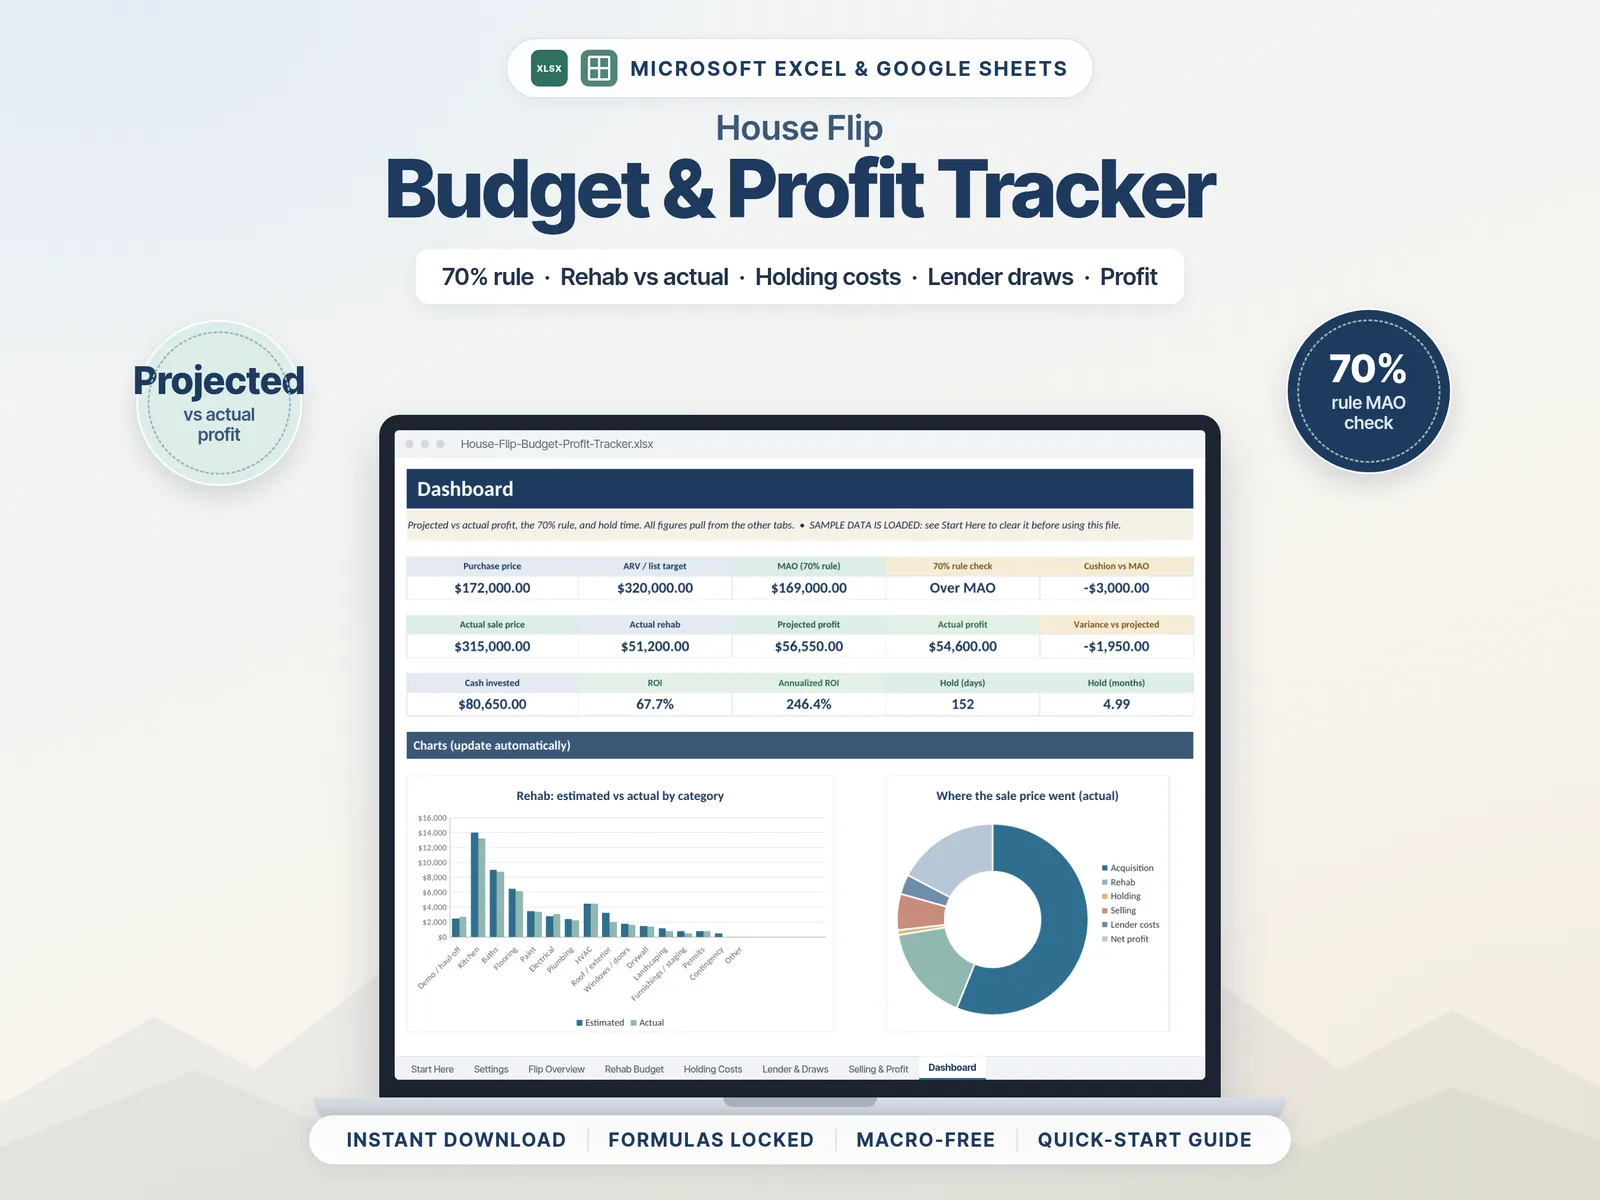 XLSX
MICROSOFT EXCEL & GOOGLE SHEETS
House Flip
Budget & Profit Tracker
70% rule · Rehab vs actual · Holding costs · Lender draws · Profit
Projected
vs actual
profit
70%
rule MAO
check
House-Flip-Budget-Profit-Tracker.xlsx
Dashboard
Projected vs actual profit, the 70% rule, and hold time. All figures pull from the other tabs. • SAMPLE DATA IS LOADED: see Start Here to clear it before using this file.
Purchase price ARV / list target MAO (70% rule) 70% rule check Cushion vs MAO
$172,000.00 $320,000.00 $169,000.00 Over MAO -$3,000.00
Actual sale price Actual rehab Projected profit Actual profit Variance vs projected
$315,000.00 $51,200.00 $56,550.00 $54,600.00 -$1,950.00
Cash invested ROI Annualized ROI Hold (days) Hold (months)
$80,650.00 67.7% 246.4% 152 4.99
Charts (update automatically)
Rehab: estimated vs actual by category
$16,000
$14,000
$12,000
$10,000
$8,000
$6,000
$4,000
$2,000
$0
Demo / haul-off
Kitchen
Baths
Flooring
Paint
Electrical
Plumbing
HVAC
Roof / exterior
Windows / doors
Drywall
Landscaping
Furnishings / staging
Permits
Contingency
Other
Estimated Actual
Where the sale price went (actual)
Acquisition
Rehab
Holding
Selling
Lender costs
Net profit
Start Here Settings Flip Overview Rehab Budget Holding Costs Lender & Draws Selling & Profit Dashboard
INSTANT DOWNLOAD FORMULAS LOCKED MACRO-FREE QUICK-START GUIDE